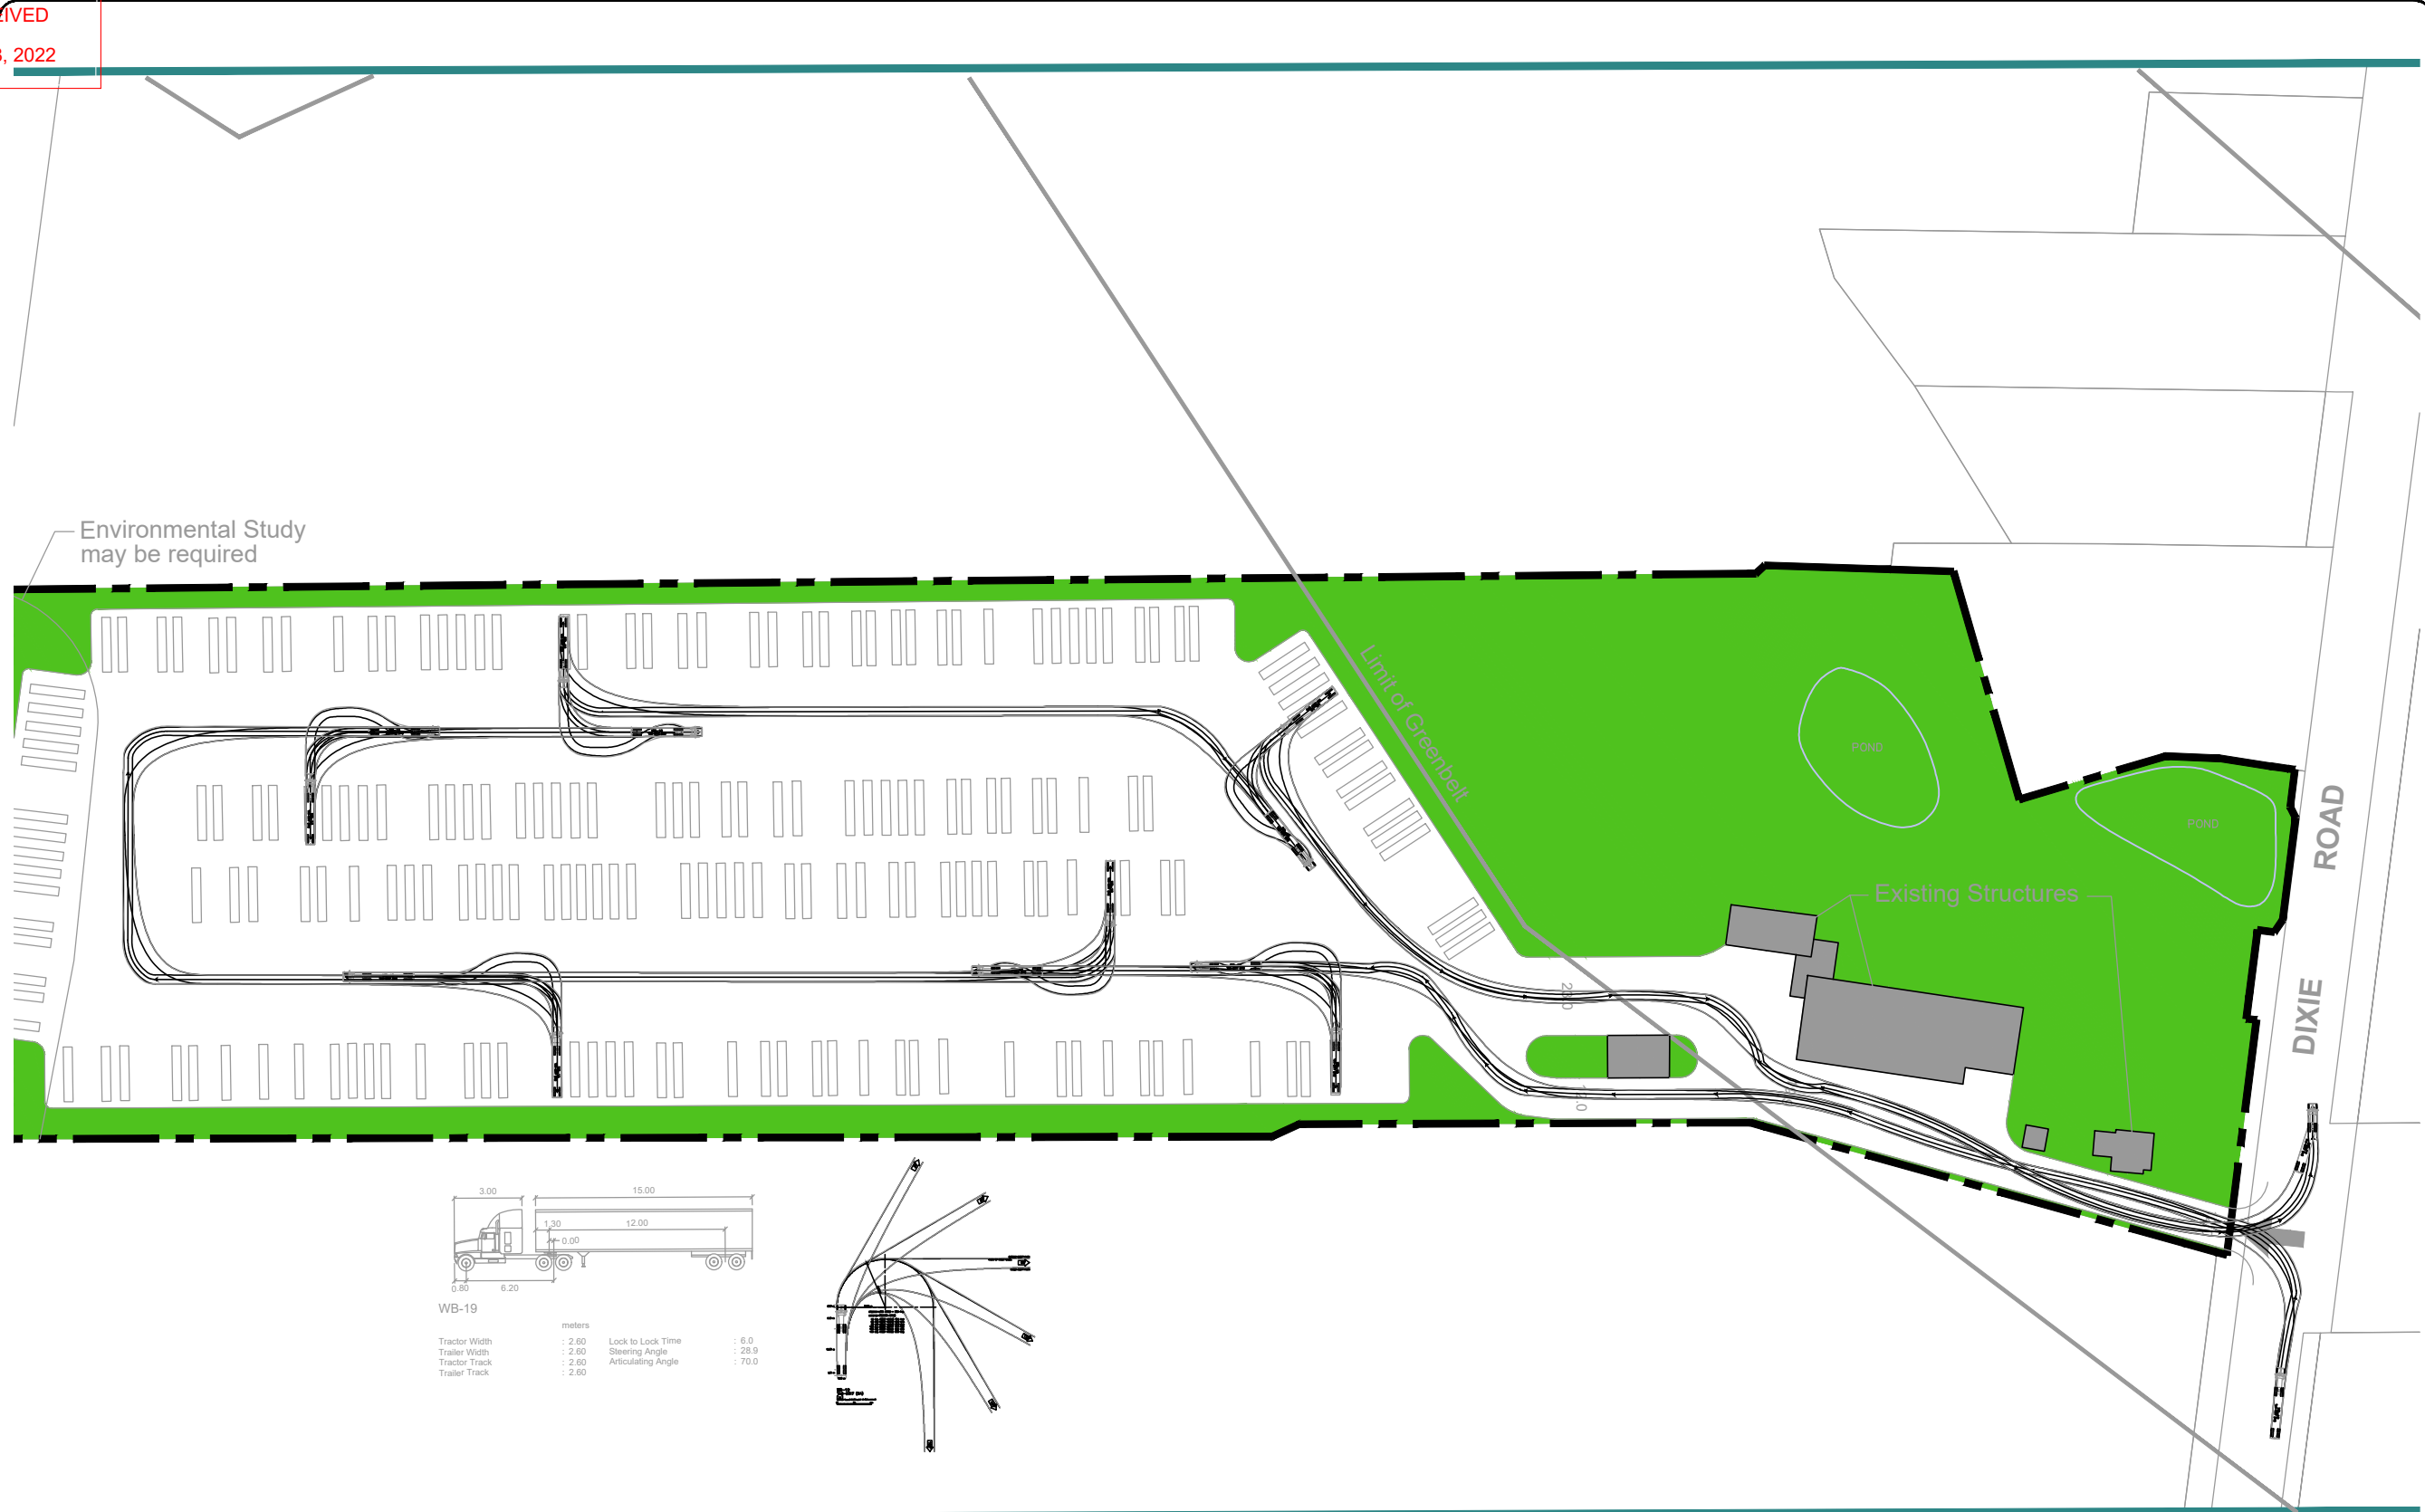 IVED
, 2022
Environmental Study
may be required
Limit of Greenbelt
POND
POND
ROAD
Existing Structures
DIXIE
20.0
3.00
15.00
1.30
12.00
0.00
0.80
6.20
WB-19
meters
Tractor Width : 2.60 Lock to Lock Time : 6.0
Trailer Width : 2.60 Steering Angle : 28.9
Tractor Track : 2.60 Articulating Angle : 70.0
Trailer Track : 2.60